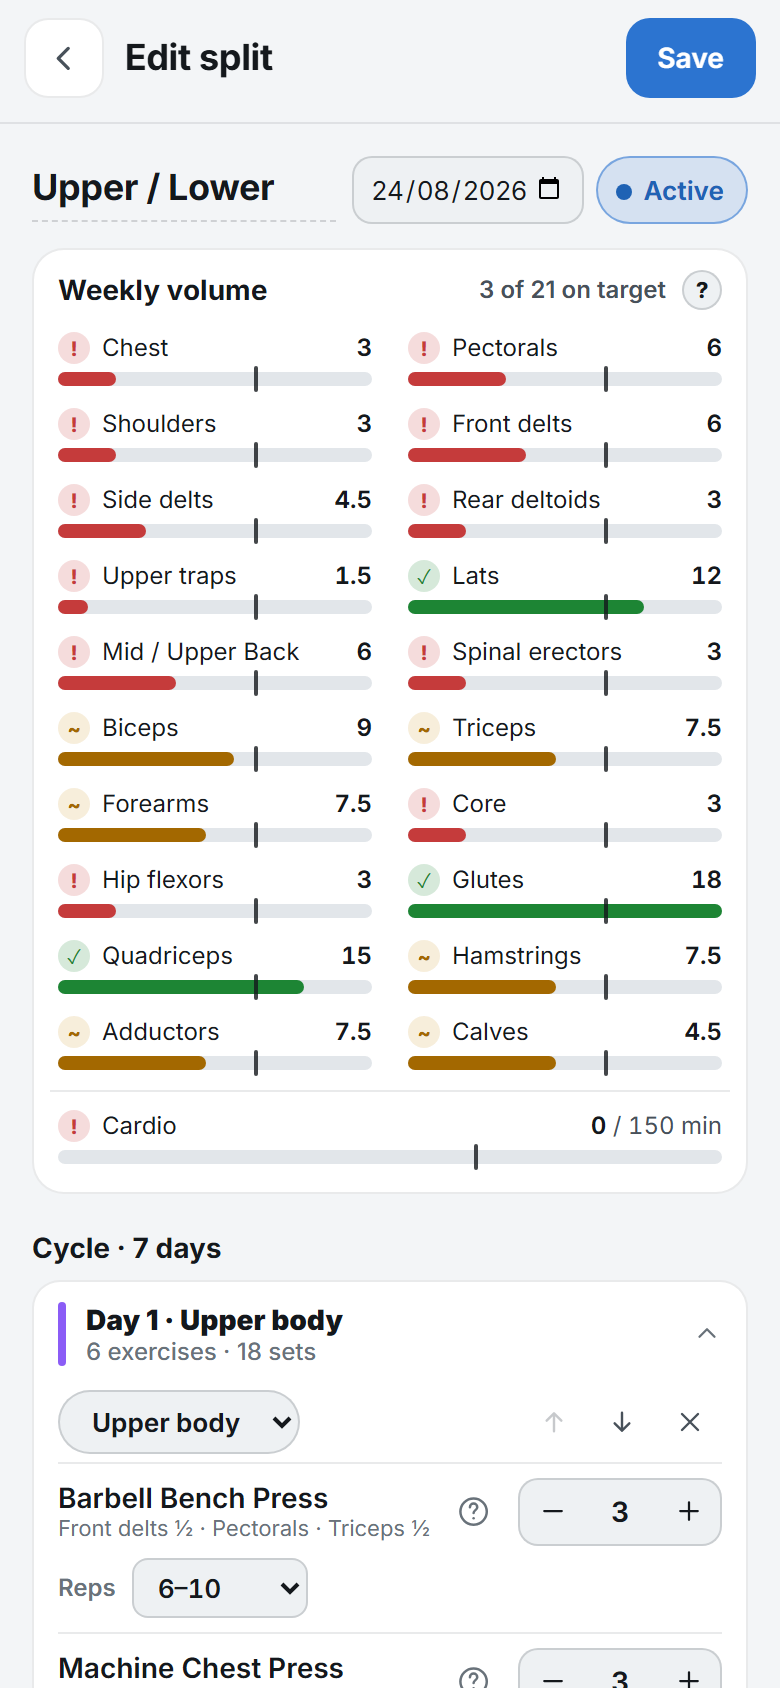 Edit split
Save
Upper / Lower
24/08/2026
Active
Weekly volume
3 of 21 on target
?
! Chest 3
! Pectorals 6
! Shoulders 3
! Front delts 6
! Side delts 4.5
! Rear deltoids 3
! Upper traps 1.5
✓ Lats 12
! Mid / Upper Back 6
! Spinal erectors 3
~ Biceps 9
~ Triceps 7.5
~ Forearms 7.5
! Core 3
! Hip flexors 3
✓ Glutes 18
✓ Quadriceps 15
~ Hamstrings 7.5
~ Adductors 7.5
~ Calves 4.5
! Cardio 0 / 150 min
Cycle · 7 days
Day 1 · Upper body
6 exercises · 18 sets
Upper body
Barbell Bench Press
Front delts ½ · Pectorals · Triceps ½
? − 3 +
Reps 6–10
Machine Chest Press
? − 3 +